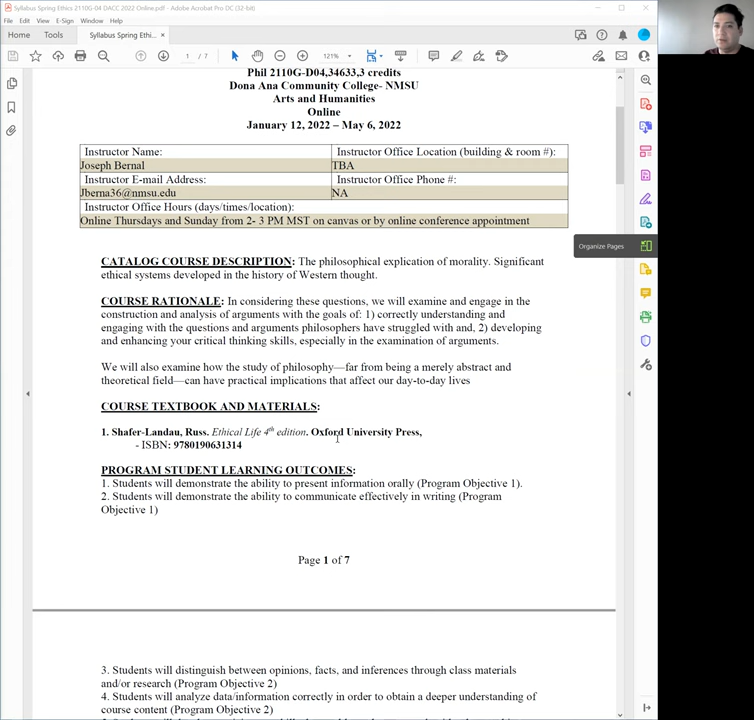 Syllabus Spring Ethics 2110G-04 DACC 2022 Online.pdf - Adobe Acrobat Pro DC (32-bit)
File Edit View E-Sign Window Help
Home Tools Syllabus Spring Ethi... ×
1 / 7 121%
Phil 2110G-D04,34633,3 credits
Dona Ana Community College- NMSU
Arts and Humanities
Online
January 12, 2022 – May 6, 2022
Instructor Name: Instructor Office Location (building & room #):
Joseph Bernal TBA
Instructor E-mail Address: Instructor Office Phone #:
Jberna36@nmsu.edu NA
Instructor Office Hours (days/times/location):
Online Thursdays and Sunday from 2- 3 PM MST on canvas or by online conference appointment
Organize Pages
CATALOG COURSE DESCRIPTION: The philosophical explication of morality. Significant
ethical systems developed in the history of Western thought.
COURSE RATIONALE: In considering these questions, we will examine and engage in the
construction and analysis of arguments with the goals of: 1) correctly understanding and
engaging with the questions and arguments philosophers have struggled with and, 2) developing
and enhancing your critical thinking skills, especially in the examination of arguments.
We will also examine how the study of philosophy—far from being a merely abstract and
theoretical field—can have practical implications that affect our day-to-day lives
COURSE TEXTBOOK AND MATERIALS:
1. Shafer-Landau, Russ. Ethical Life 4th edition. Oxford University Press,
- ISBN: 9780190631314
PROGRAM STUDENT LEARNING OUTCOMES:
1. Students will demonstrate the ability to present information orally (Program Objective 1).
2. Students will demonstrate the ability to communicate effectively in writing (Program
Objective 1)
Page 1 of 7
3. Students will distinguish between opinions, facts, and inferences through class materials
and/or research (Program Objective 2)
4. Students will analyze data/information correctly in order to obtain a deeper understanding of
course content (Program Objective 2)